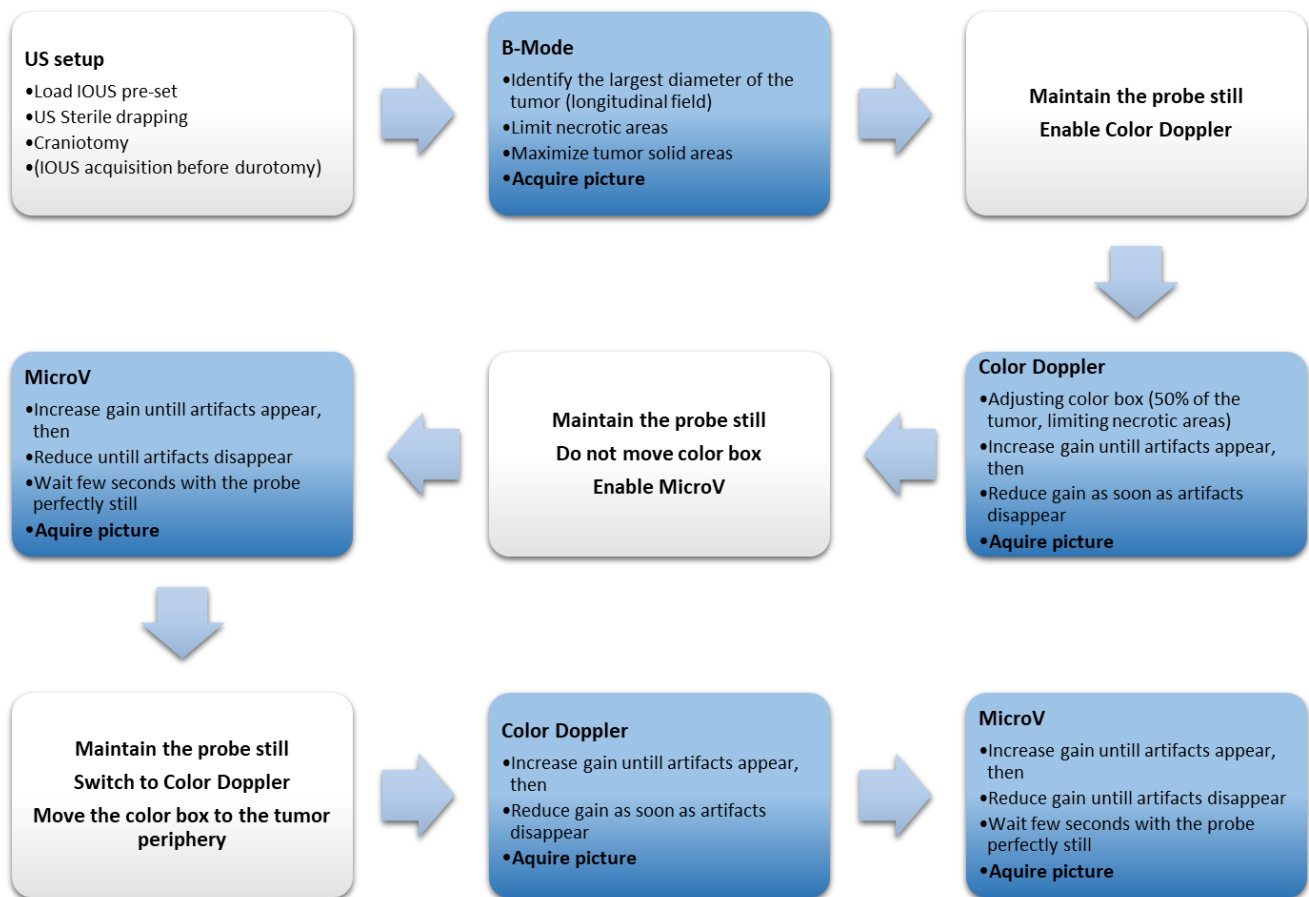 US setup
•Load IOUS pre-set
•US Sterile drapping
•Craniotomy
•(IOUS acquisition before durotomy)
B-Mode
•Identify the largest diameter of the
tumor (longitudinal field)
•Limit necrotic areas
•Maximize tumor solid areas
•Acquire picture
Maintain the probe still
Enable Color Doppler
Color Doppler
•Adjusting color box (50% of the
tumor, limiting necrotic areas)
•Increase gain untill artifacts appear,
then
•Reduce gain as soon as artifacts
disappear
•Aquire picture
Maintain the probe still
Do not move color box
Enable MicroV
MicroV
•Increase gain untill artifacts appear,
then
•Reduce untill artifacts disappear
•Wait few seconds with the probe
perfectly still
•Aquire picture
Maintain the probe still
Switch to Color Doppler
Move the color box to the tumor
periphery
Color Doppler
•Increase gain untill artifacts appear,
then
•Reduce gain as soon as artifacts
disappear
•Aquire picture
MicroV
•Increase gain untill artifacts appear,
then
•Reduce gain untill artifacts disappear
•Wait few seconds with the probe
perfectly still
•Aquire picture